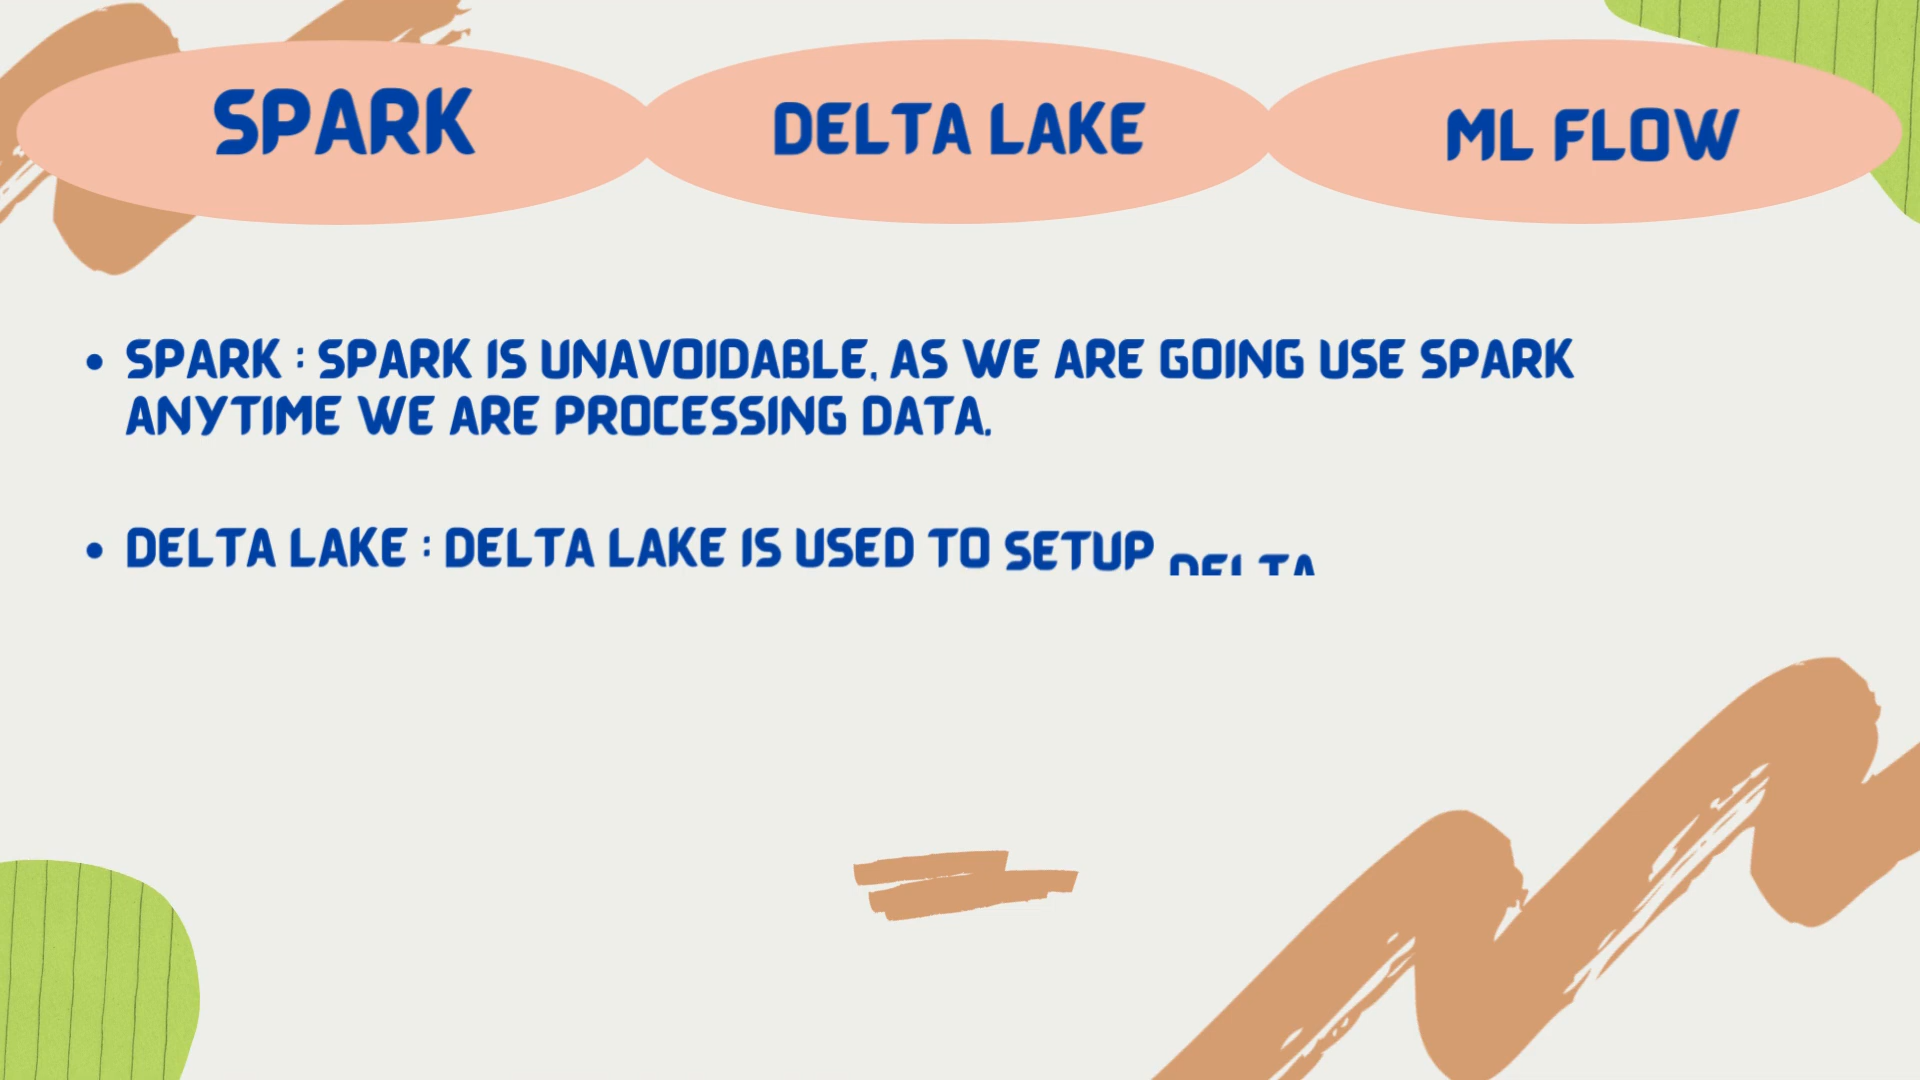 SPARK
DELTA LAKE
ML FLOW
• SPARK : SPARK IS UNAVOIDABLE, AS WE ARE GOING USE SPARK
ANYTIME WE ARE PROCESSING DATA.
• DELTA LAKE : DELTA LAKE IS USED TO SETUP DELTA